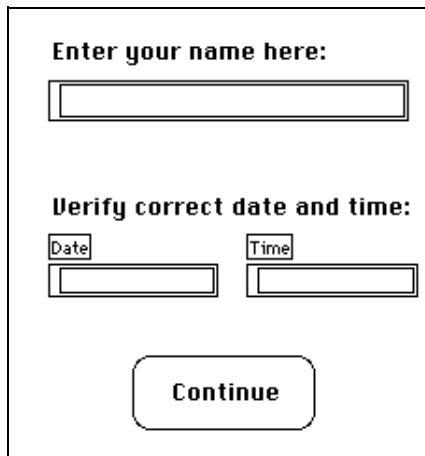 Enter your name here:
Verify correct date and time:
Date Time
Continue